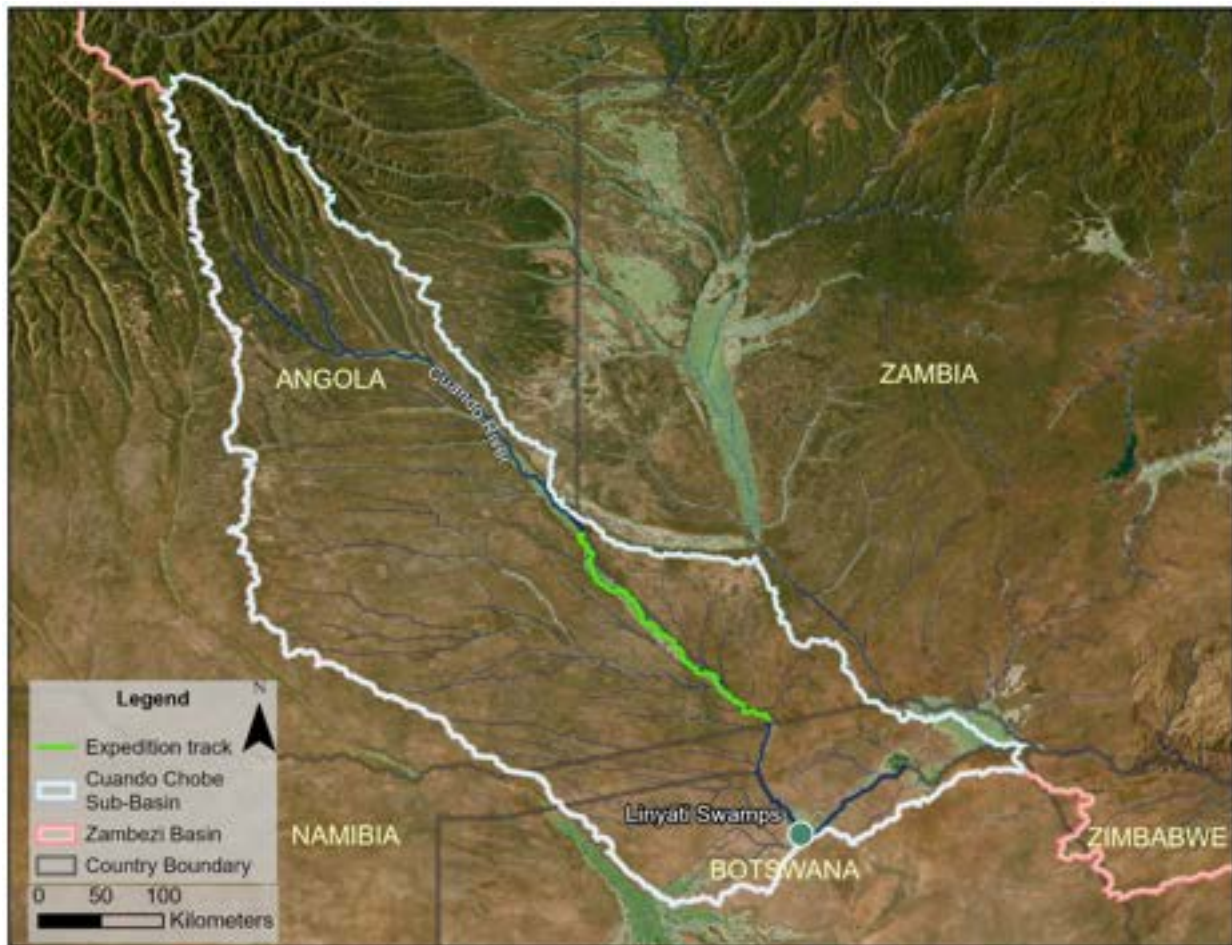 ANGOLA
ZAMBIA
Cuando River
Linyati Swamps
NAMIBIA
BOTSWANA
ZIMBABWE
Legend
N
Expedition track
Cuando Chobe
Sub-Basin
Zambezi Basin
Country Boundary
0 50 100
Kilometers